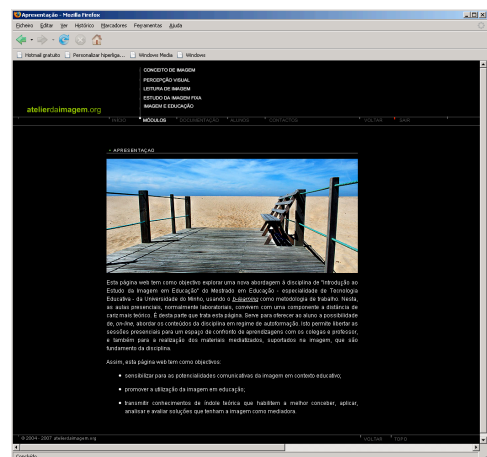 Apresentação - Mozilla Firefox
Ficheiro Editar Ver Histórico Marcadores Ferramentas Ajuda
Hotmail gratuito Personalizar hiperliga... Windows Media Windows
CONCEITO DE IMAGEM
PERCEPÇÃO VISUAL
LEITURA DE IMAGEM
ESTUDO DA IMAGEM FIXA
IMAGEM E EDUCAÇÃO
atelierdaimagem.org
INÍCIO MÓDULOS DOCUMENTAÇÃO ALUNOS CONTACTOS VOLTAR SAIR
APRESENTAÇÃO
Esta página web tem como objectivo explorar uma nova abordagem à disciplina de "Introdução ao
Estudo da Imagem em Educação" do Mestrado em Educação - especialidade de Tecnologia
Educativa - da Universidade do Minho, usando o b-learning como metodologia de trabalho. Nesta,
as aulas presenciais, normalmente laboratoriais, convivem com uma componente a distância de
cariz mais teórico. É desta parte que trata esta página. Serve para oferecer ao aluno a possibilidade
de, on-line, abordar os conteúdos da disciplina em regime de autoformação. Isto permite libertar as
sessões presenciais para um espaço de confronto de aprendizagens com os colegas e professor,
e também para a realização dos materiais mediatizados, suportados na imagem, que são
fundamento da disciplina.
Assim, esta página web tem como objectivos:
• sensibilizar para as potencialidades comunicativas da imagem em contexto educativo;
• promover a utilização da imagem em educação;
• transmitir conhecimentos de índole teórica que habilitem a melhor conceber, aplicar,
analisar e avaliar soluções que tenham a imagem como mediadora.
© 2004 - 2007 atelierdaimagem.org VOLTAR TOPO
Concluído